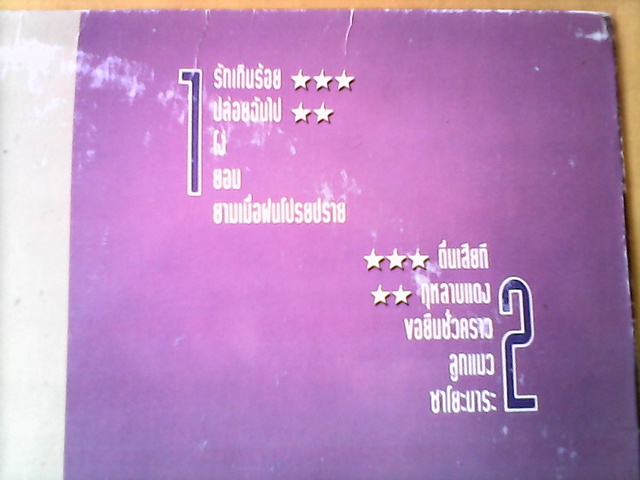 1
รักเกินร้อย ★★★
ปล่อยฉันไป ★★
ยอม
ยามเมื่อฝนโปรยปราย
★★★ ตื่นเสียที
★★ กุหลาบแดง
ขอยืมชั่วคราว
ลูกแมว
ซาโยะนาระ
2